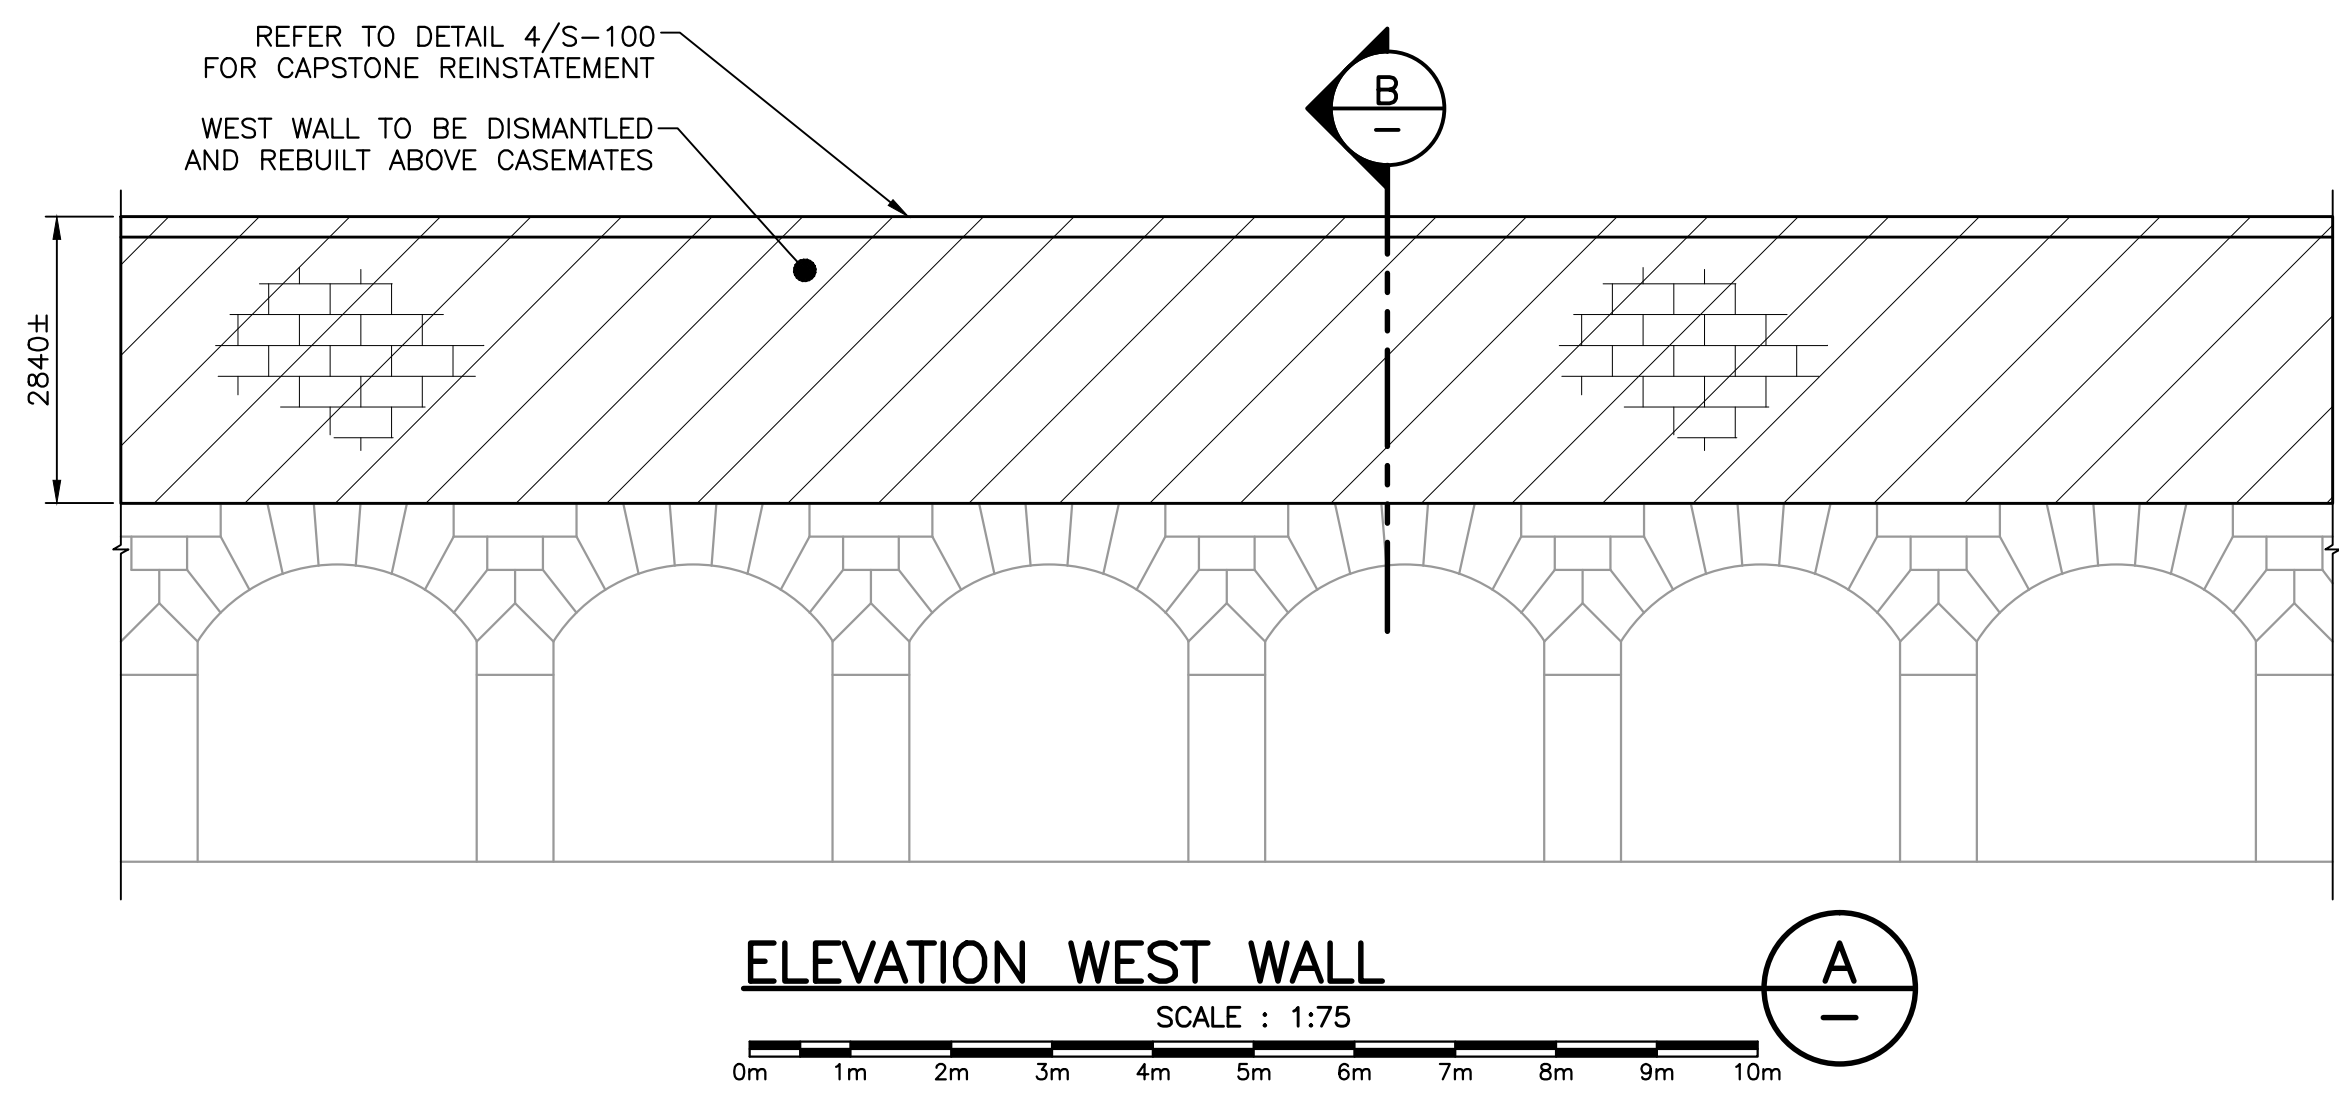 REFER TO DETAIL 4/S-100
FOR CAPSTONE REINSTATEMENT
WEST WALL TO BE DISMANTLED
AND REBUILT ABOVE CASEMATES
B
-
2840±
ELEVATION WEST WALL
A
-
SCALE : 1:75
0m 1m 2m 3m 4m 5m 6m 7m 8m 9m 10m